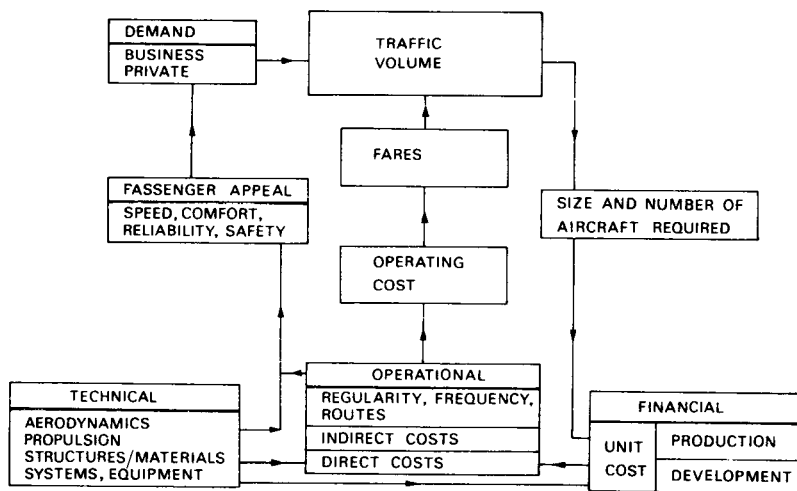 DEMAND
BUSINESS
PRIVATE
TRAFFIC
VOLUME
FARES
FASSENGER APPEAL
SPEED, COMFORT,
RELIABILITY, SAFETY
SIZE AND NUMBER OF
AIRCRAFT REQUIRED
OPERATING
COST
OPERATIONAL
REGULARITY, FREQUENCY,
ROUTES
INDIRECT COSTS
DIRECT COSTS
TECHNICAL
AERODYNAMICS
PROPULSION
STRUCTURES/MATERIALS
SYSTEMS, EQUIPMENT
FINANCIAL
UNIT
COST
PRODUCTION
DEVELOPMENT